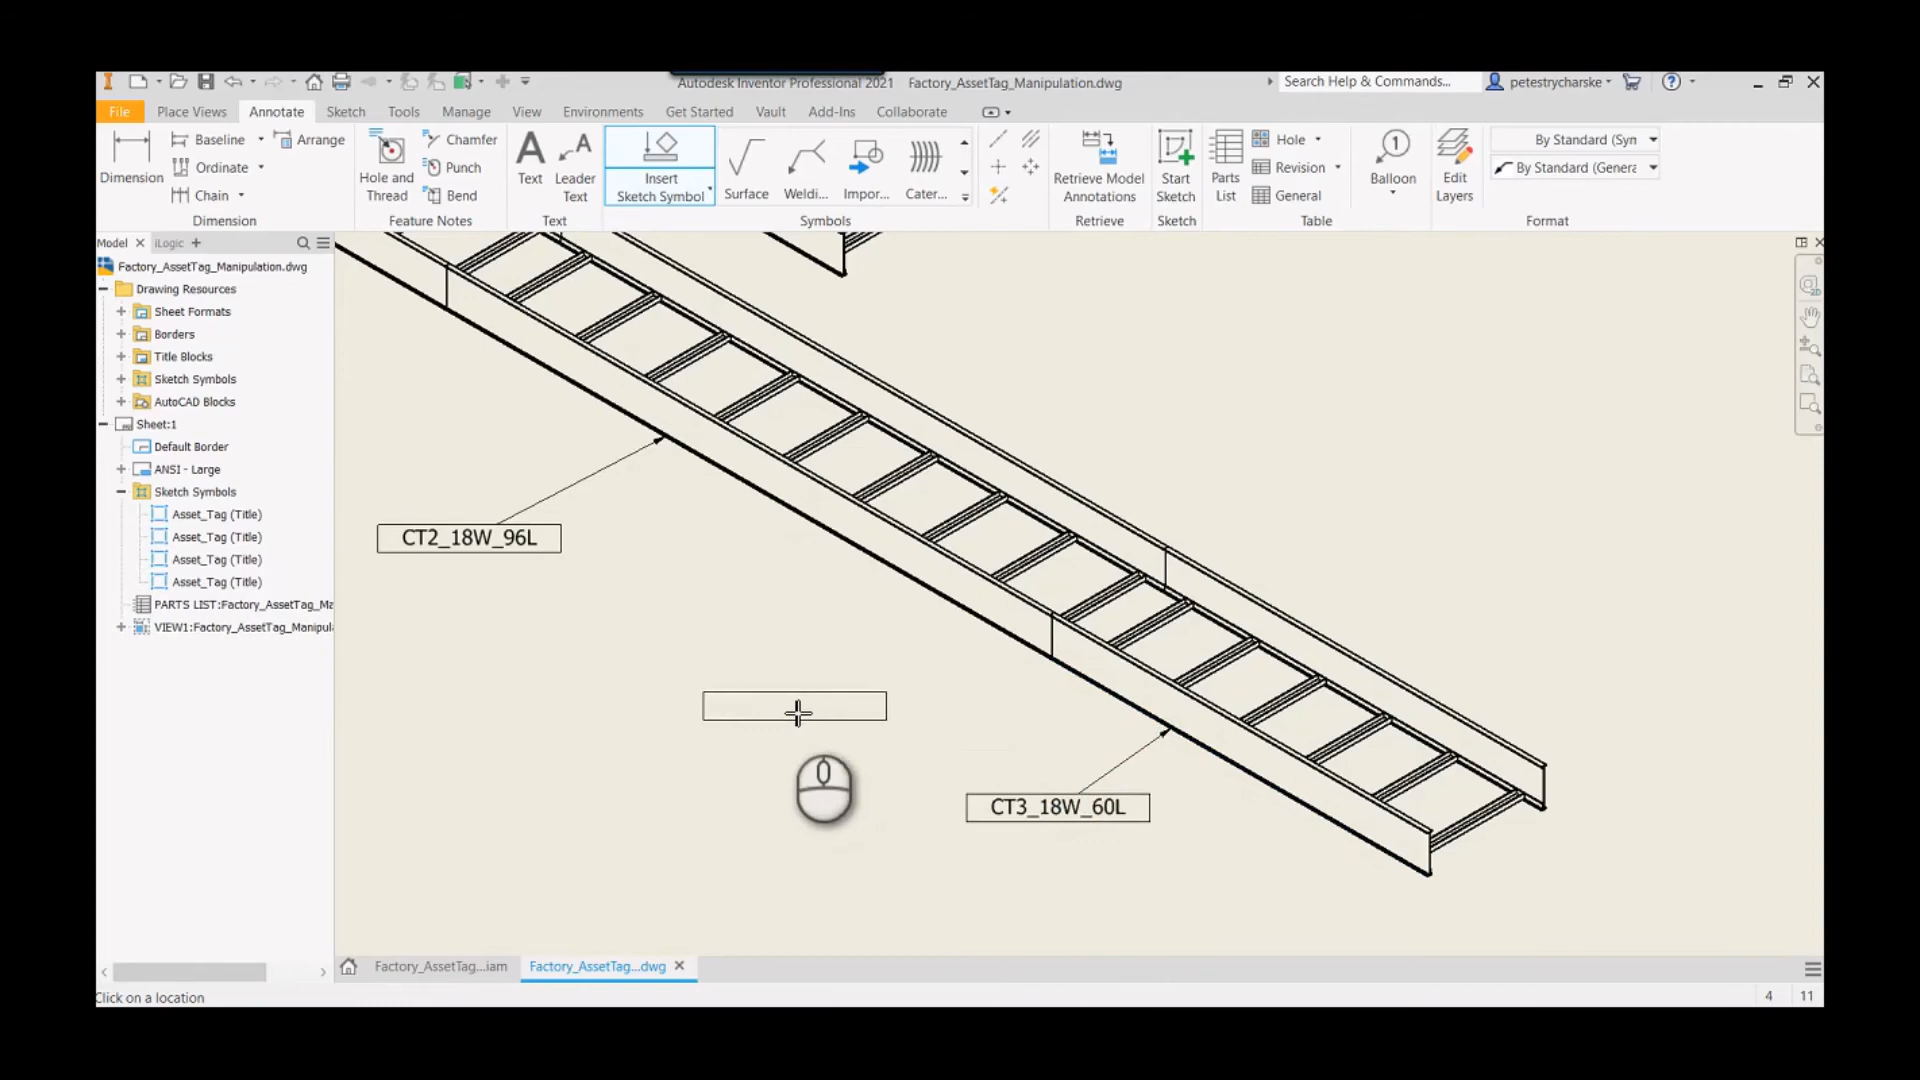 Autodesk Inventor Professional 2021 Factory_AssetTag_Manipulation.dwg
Search Help & Commands...
petestrycharske
File
Place Views
Annotate
Sketch
Tools
Manage
View
Environments
Get Started
Vault
Add-Ins
Collaborate
Dimension
Baseline
Ordinate
Chain
Arrange
Dimension
Hole and
Thread
Chamfer
Punch
Bend
Feature Notes
Text
Leader
Text
Text
Insert
Sketch Symbol
Surface
Weldi...
Impor...
Cater...
Symbols
Retrieve Model
Annotations
Retrieve
Start
Sketch
Sketch
Parts
List
Hole
Revision
General
Table
1
Balloon
Edit
Layers
By Standard (Syn
By Standard (Genera
Format
Model
iLogic
Factory_AssetTag_Manipulation.dwg
Drawing Resources
Sheet Formats
Borders
Title Blocks
Sketch Symbols
AutoCAD Blocks
Sheet:1
Default Border
ANSI - Large
Sketch Symbols
Asset_Tag (Title)
Asset_Tag (Title)
Asset_Tag (Title)
Asset_Tag (Title)
PARTS LIST:Factory_AssetTag_Ma
VIEW1:Factory_AssetTag_Manipul
CT2_18W_96L
CT3_18W_60L
Factory_AssetTag...iam
Factory_AssetTag...dwg
Click on a location
4
11